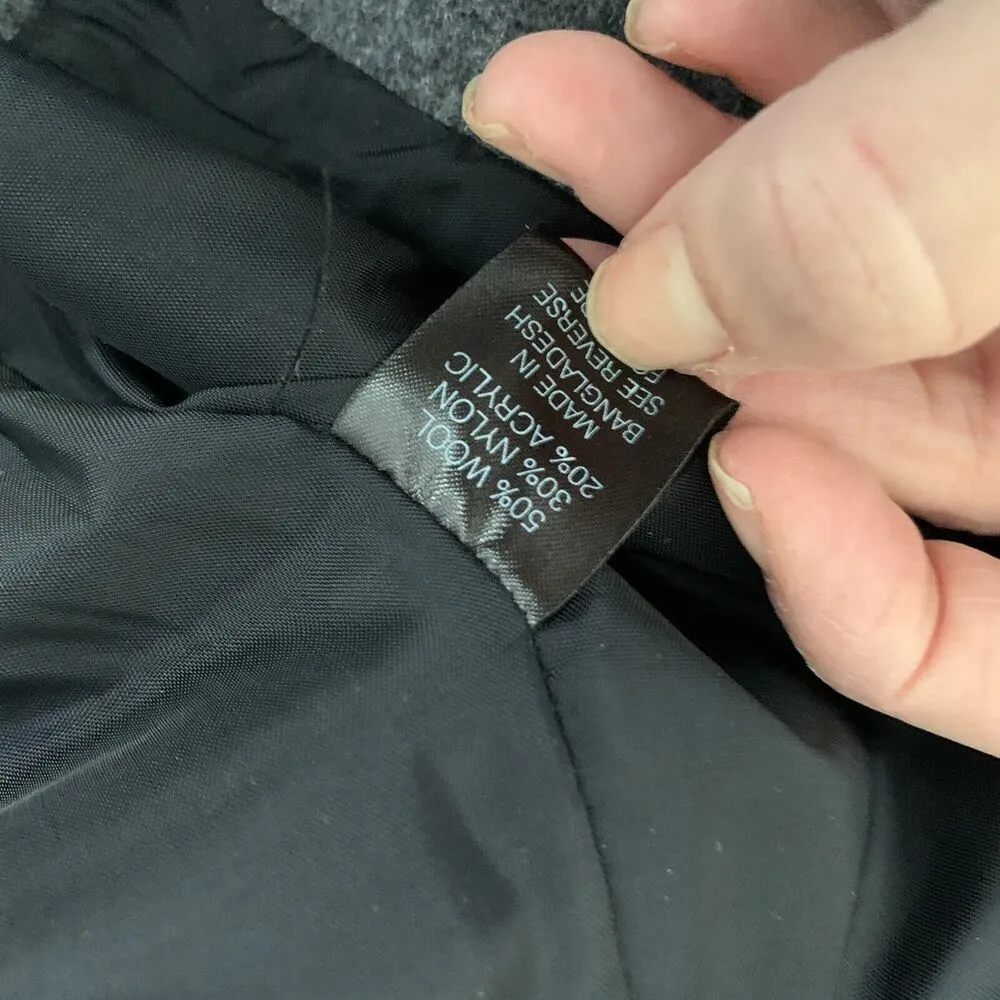 50% WOOL
30% NYLON
20% ACRYLIC
MADE IN
BANGLADESH
SEE REVERSE